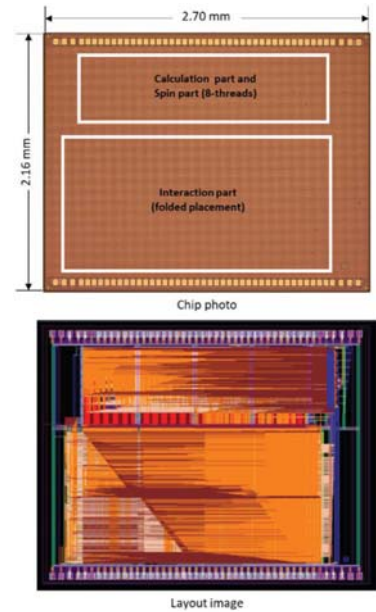 2.70 mm
2.16 mm
Calculation part and
Spin part (8-threads)
Interaction part
(folded placement)
Chip photo
Layout image